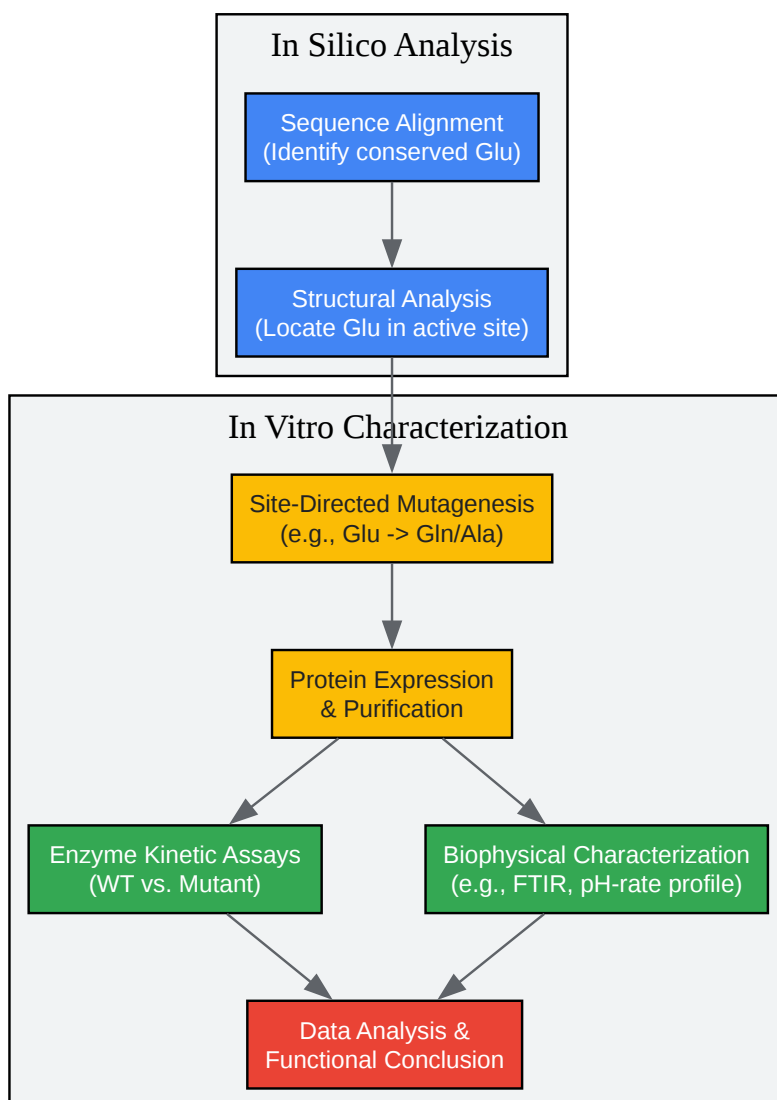 In Silico Analysis
Sequence Alignment
(Identify conserved Glu)
Structural Analysis
(Locate Glu in active site)
In Vitro Characterization
Site-Directed Mutagenesis
(e.g., Glu -> Gln/Ala)
Protein Expression
& Purification
Enzyme Kinetic Assays
(WT vs. Mutant)
Biophysical Characterization
(e.g., FTIR, pH-rate profile)
Data Analysis &
Functional Conclusion